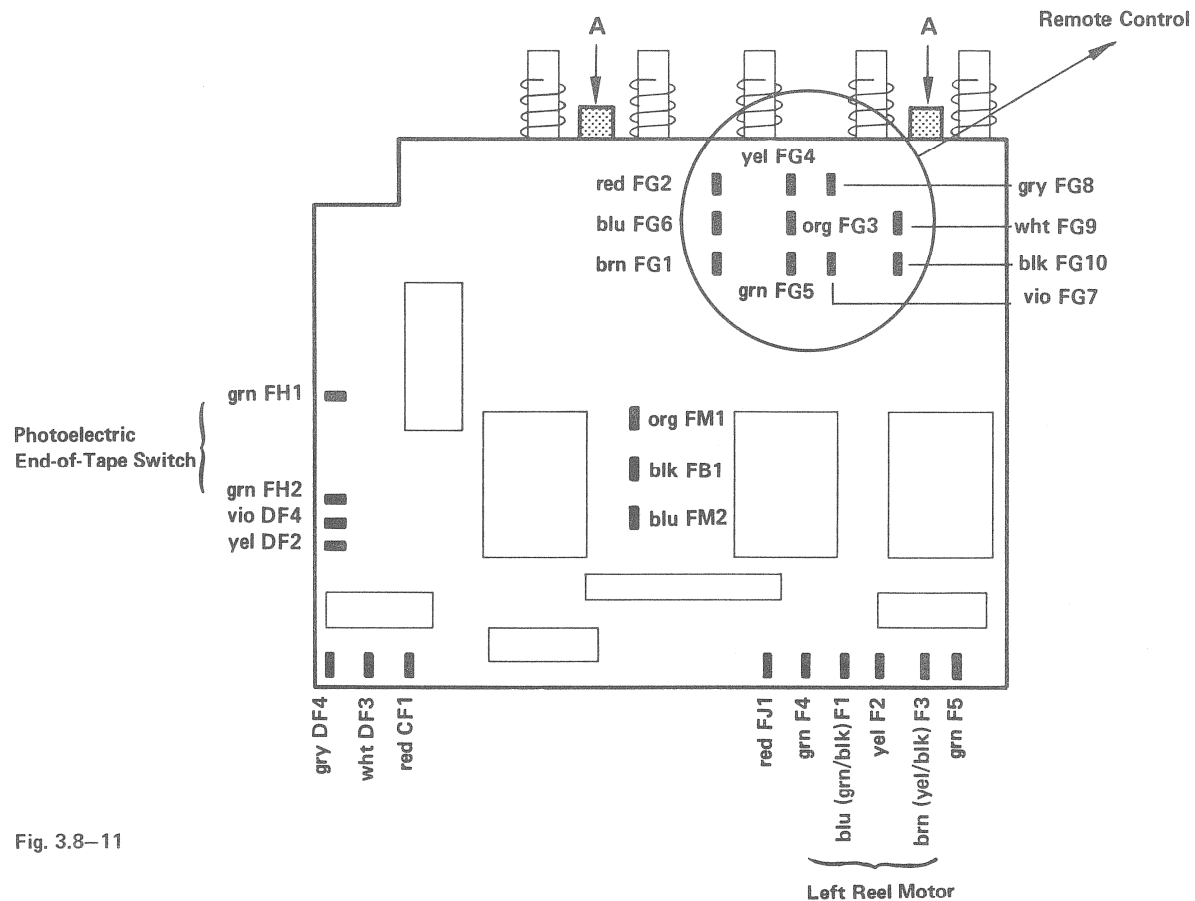 A
A
Remote Control
yel FG4
red FG2
gry FG8
blu FG6
org FG3
wht FG9
brn FG1
blk FG10
grn FG5
vio FG7
grn FH1
Photoelectric
End-of-Tape Switch
org FM1
blk FB1
grn FH2
vio DF4
blu FM2
yel DF2
gry DF4
wht DF3
red CF1
red FJ1
grn F4
blu (grn/blk) F1
yel F2
brn (yel/blk) F3
grn F5
Fig. 3.8–11
Left Reel Motor